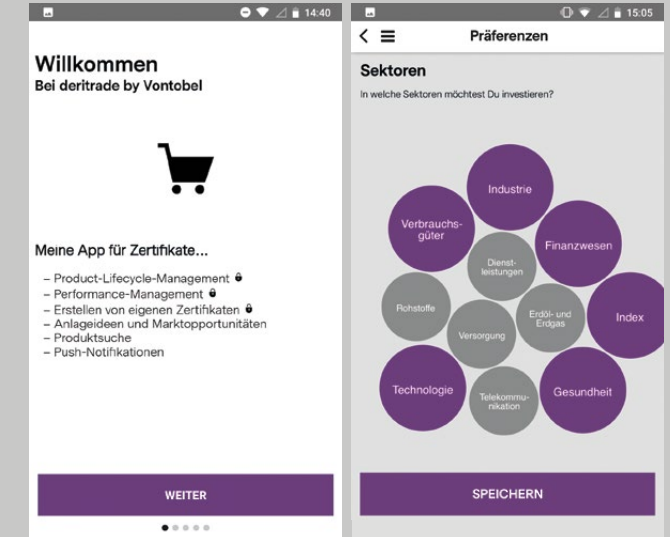 14:40
Willkommen
Bei deritrade by Vontobel
Meine App für Zertifikate...
– Product-Lifecycle-Management
– Performance-Management
– Erstellen von eigenen Zertifikaten
– Anlageideen und Marktopportunitäten
– Produktsuche
– Push-Notifikationen
WEITER
15:05
Präferenzen
Sektoren
In welche Sektoren möchtest Du investieren?
Industrie
Verbrauchs-
güter
Finanzwesen
Dienst-
leistungen
Rohstoffe
Erdöl- und
Erdgas
Index
Versorgung
Technologie
Telekommu-
nikation
Gesundheit
SPEICHERN